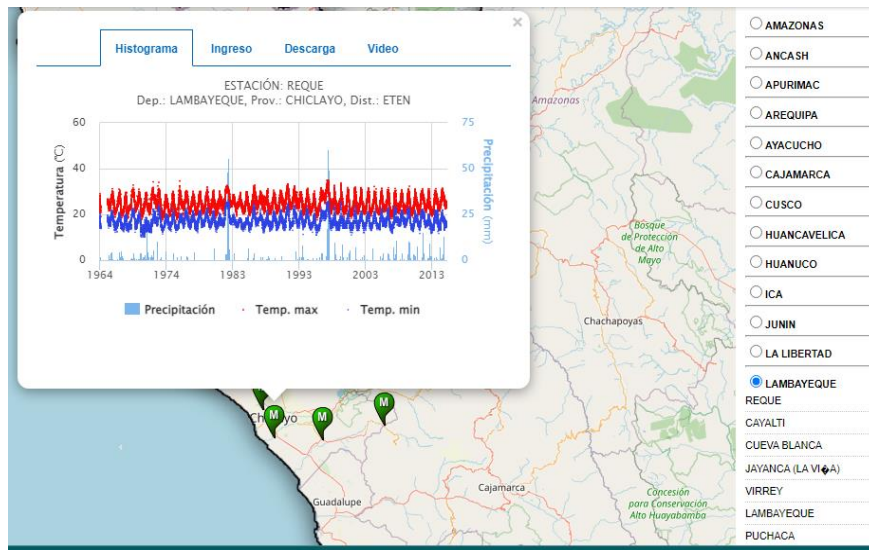 ×
Histograma Ingreso Descarga Video
ESTACIÓN: REQUE
Dep.: LAMBAYEQUE, Prov.: CHICLAYO, Dist.: ETEN
60
40
20
0
Temperatura (°C)
75
50
25
0
Precipitación (mm)
1964 1974 1983 1993 2003 2013
Precipitación Temp. max Temp. min
Amazonas
Bosque
de Protección
de Alto
Mayo
Chachapoyas
M
M
M
Cajamarca
Guadalupe
Concesión
para Conservación
Alto Huayabamba
AMAZONAS
ANCASH
APURIMAC
AREQUIPA
AYACUCHO
CAJAMARCA
CUSCO
HUANCAVELICA
HUANUCO
ICA
JUNIN
LA LIBERTAD
LAMBAYEQUE
REQUE
CAYALTI
CUEVA BLANCA
JAYANCA (LA VI�A)
VIRREY
LAMBAYEQUE
PUCHACA